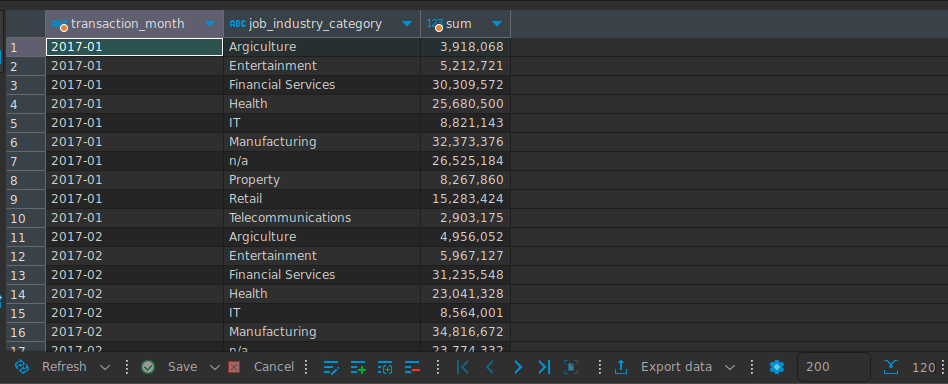 ABC transaction_month ABC job_industry_category 123 sum
1 2017-01 Argiculture 3,918,068
2 2017-01 Entertainment 5,212,721
3 2017-01 Financial Services 30,309,572
4 2017-01 Health 25,680,500
5 2017-01 IT 8,821,143
6 2017-01 Manufacturing 32,373,376
7 2017-01 n/a 26,525,184
8 2017-01 Property 8,267,860
9 2017-01 Retail 15,283,424
10 2017-01 Telecommunications 2,903,175
11 2017-02 Argiculture 4,956,052
12 2017-02 Entertainment 5,967,127
13 2017-02 Financial Services 31,235,548
14 2017-02 Health 23,041,328
15 2017-02 IT 8,564,001
16 2017-02 Manufacturing 34,816,672
17 2017-02 n/a 23,774,332
Refresh Save Cancel Export data 200 120